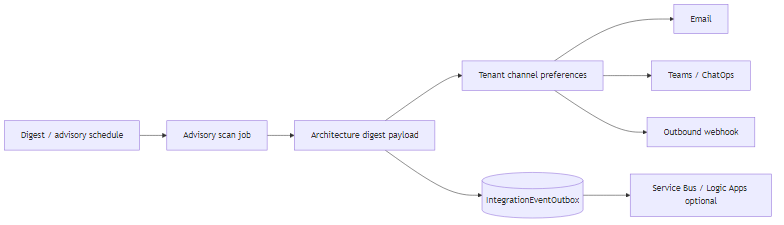 Digest / advisory schedule
Advisory scan job
Architecture digest payload
Tenant channel preferences
Email
Teams / ChatOps
Outbound webhook
IntegrationEventOutbox
Service Bus / Logic Apps
optional